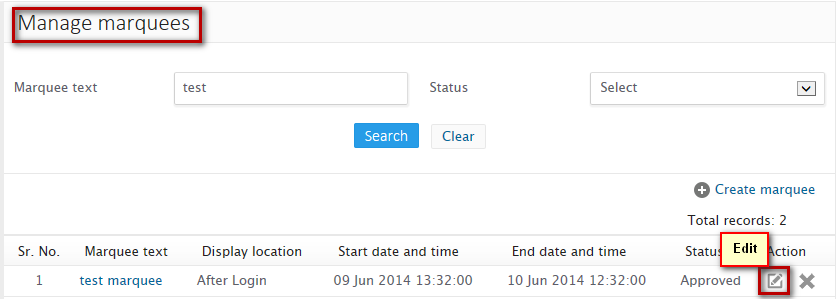 Manage marquees
Marquee text test Status Select
Search Clear
Create marquee
Total records: 2
Sr. No. Marquee text Display location Start date and time End date and time Status Edit Action
1 test marquee After Login 09 Jun 2014 13:32:00 10 Jun 2014 12:32:00 Approved